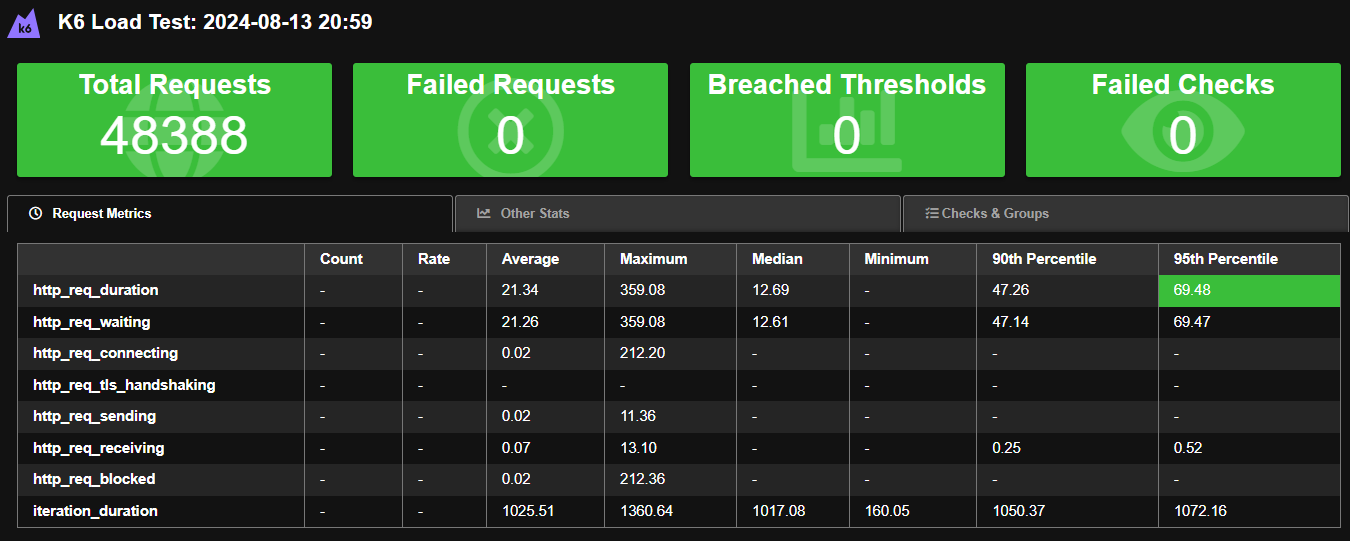 k6 K6 Load Test: 2024-08-13 20:59
Total Requests Failed Requests Breached Thresholds Failed Checks
48388 0 0 0
Request Metrics Other Stats Checks & Groups
Count Rate Average Maximum Median Minimum 90th Percentile 95th Percentile
http_req_duration - - 21.34 359.08 12.69 - 47.26 69.48
http_req_waiting - - 21.26 359.08 12.61 - 47.14 69.47
http_req_connecting - - 0.02 212.20 - - - -
http_req_tls_handshaking - - - - - - - -
http_req_sending - - 0.02 11.36 - - - -
http_req_receiving - - 0.07 13.10 - - 0.25 0.52
http_req_blocked - - 0.02 212.36 - - - -
iteration_duration - - 1025.51 1360.64 1017.08 160.05 1050.37 1072.16